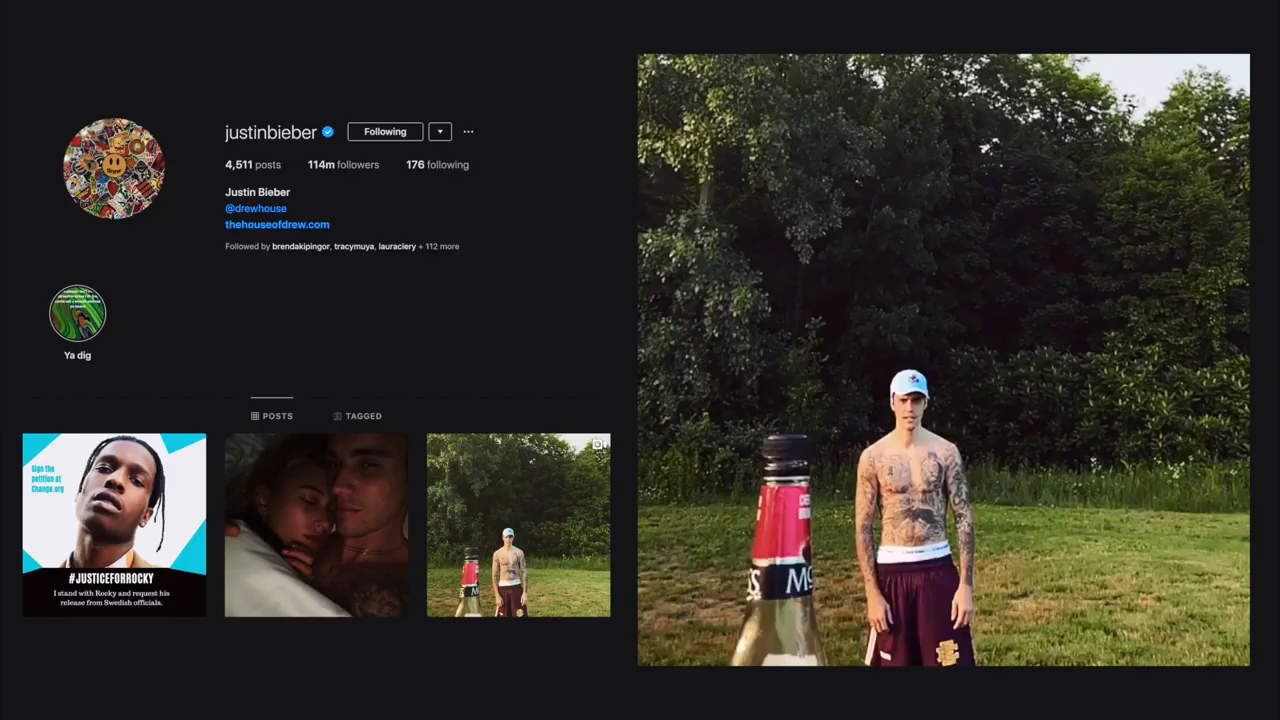 justinbieber
Following
4,511 posts 114m followers 176 following
Justin Bieber
@drewhouse
thehouseofdrew.com
Followed by brendakipingor, tracymuya, lauraclery + 112 more
Ya dig
POSTS TAGGED
Sign the
petition at
Change.org
#JUSTICEFORROCKY
I stand with Rocky and request his
release from Swedish officials.